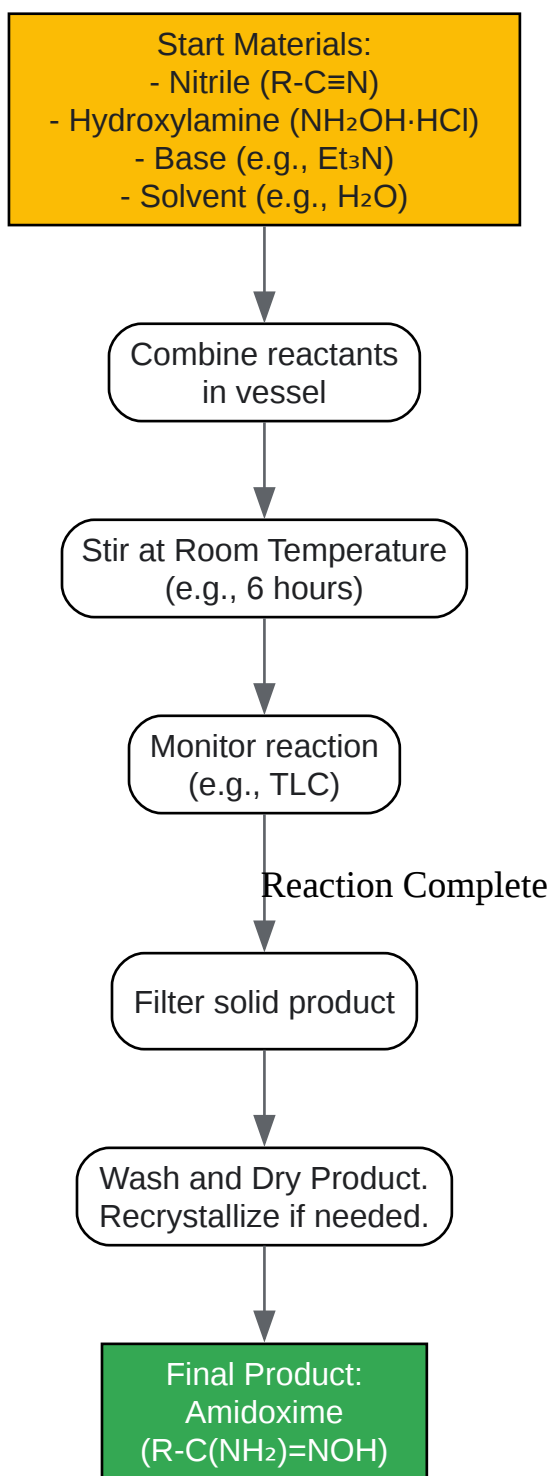 Start Materials:
- Nitrile (R-C≡N)
- Hydroxylamine (NH₂OH·HCl)
- Base (e.g., Et₃N)
- Solvent (e.g., H₂O)
Combine reactants
in vessel
Stir at Room Temperature
(e.g., 6 hours)
Monitor reaction
(e.g., TLC)
Reaction Complete
Filter solid product
Wash and Dry Product.
Recrystallize if needed.
Final Product:
Amidoxime
(R-C(NH₂)=NOH)